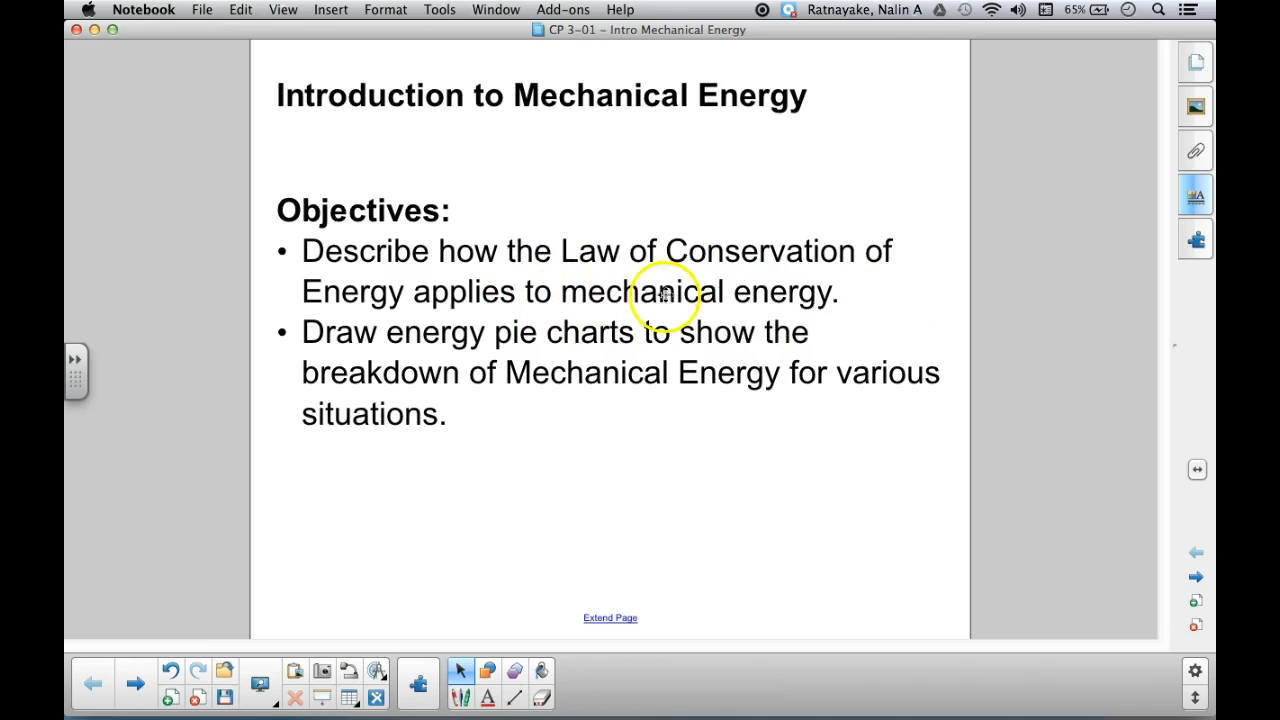 Notebook File Edit View Insert Format Tools Window Add-ons Help Ratnayake, Nalin A 65%
CP 3-01 - Intro Mechanical Energy
Introduction to Mechanical Energy
Objectives:
• Describe how the Law of Conservation of
Energy applies to mechanical energy.
• Draw energy pie charts to show the
breakdown of Mechanical Energy for various
situations.
Extend Page